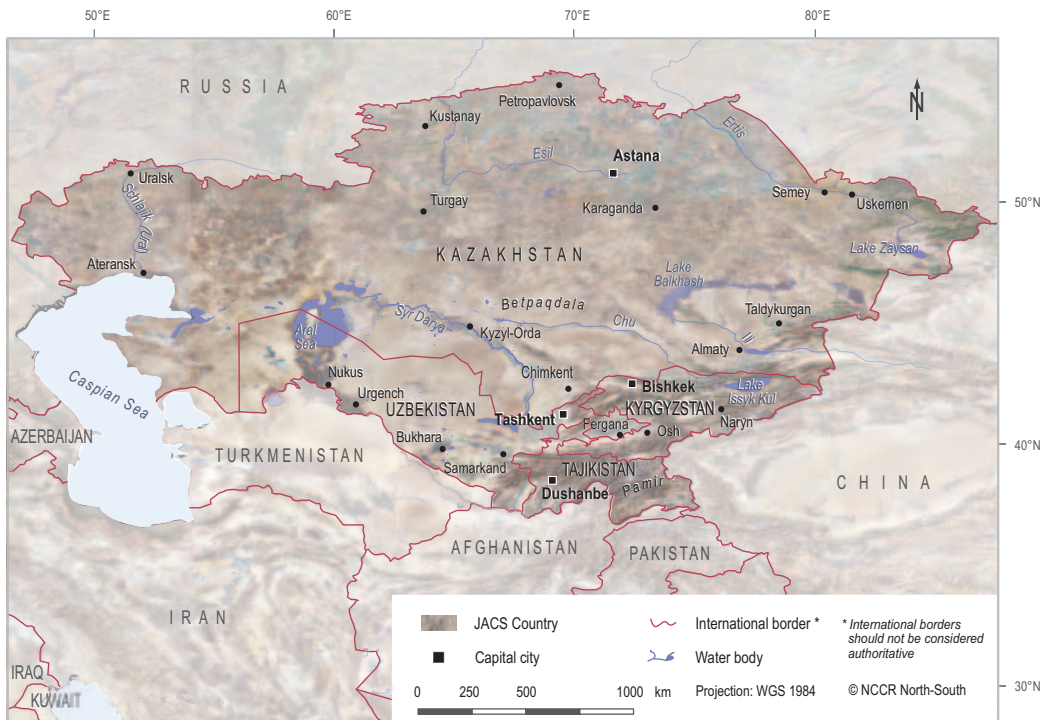 50°E 60°E 70°E 80°E
RUSSIA
Petropavlovsk
Kustanay
N
Ertis
Esil
Astana
Uralsk
Semey
Uskemen
50°N
Schlajik (Ural)
Turgay
Karaganda
KAZAKHSTAN
Lake Zaysan
Ateransk
Lake
Balkhash
Betpaqdala
Taldykurgan
Aral
Sea
Syr Darya
Kyzyl-Orda
Chu
Ili
Almaty
Caspian Sea
Nukus
Chimkent
Bishkek
Lake
Issyk Kul
Urgench
UZBEKISTAN
Tashkent
KYRGYZSTAN
Naryn
AZERBAIJAN
Fergana
Osh
40°N
TURKMENISTAN
Bukhara
Samarkand
TAJIKISTAN
Pamir
CHINA
Dushanbe
AFGHANISTAN
PAKISTAN
IRAN
IRAQ
KUWAIT
JACS Country
International border *
* International borders
should not be considered
authoritative
Capital city
Water body
0 250 500 1000 km
Projection: WGS 1984
© NCCR North-South
30°N